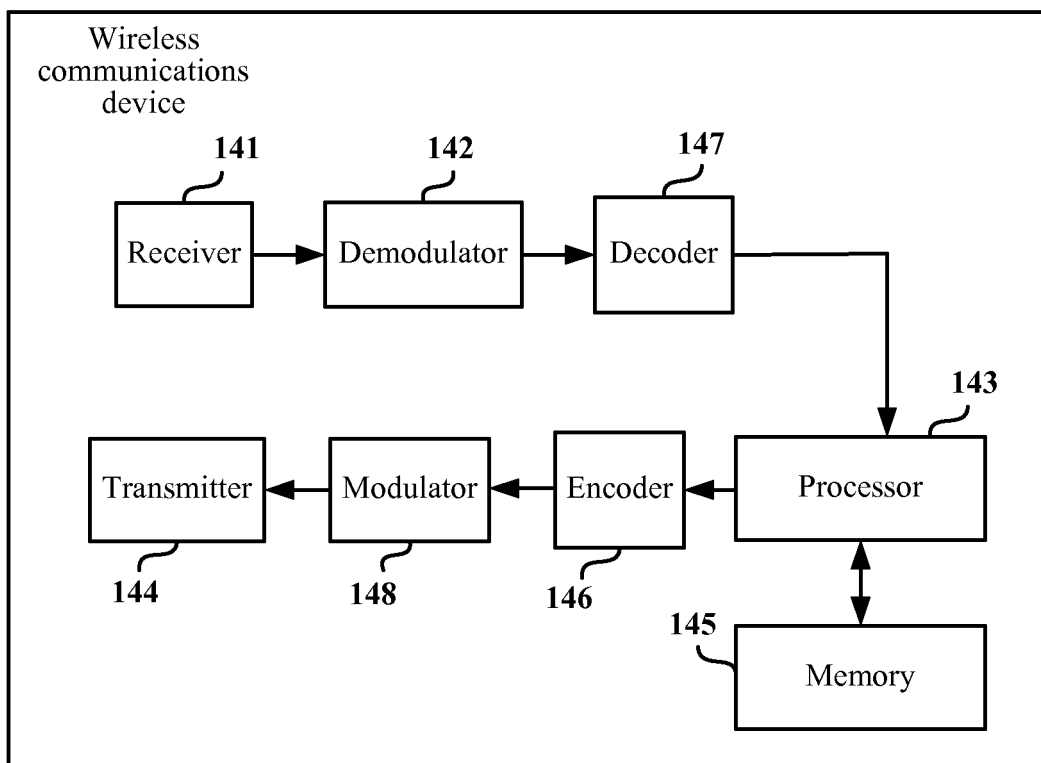 Wireless
communications
device
141
142
147
Receiver
Demodulator
Decoder
143
Transmitter
Modulator
Encoder
Processor
144
148
146
145
Memory